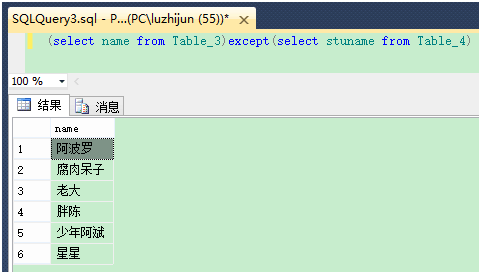 SQLQuery3.sql - P...(PC\luzhijun (55))*
(select name from Table_3)except(select stuname from Table_4)
100 %
结果 消息
name
1 阿波罗
2 腐肉呆子
3 老大
4 胖陈
5 少年阿斌
6 星星